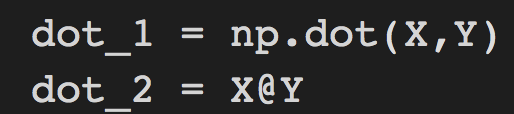 dot_1 = np.dot(X,Y)
dot_2 = X@Y